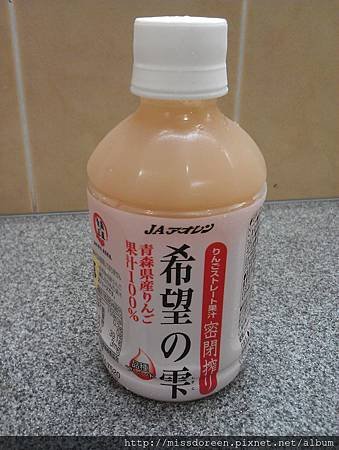 JAアオレン
りんごストレート果汁
密閉搾り
希望の雫
青森県産りんご
果汁100%
http://missdoreen.pixnet.net/album